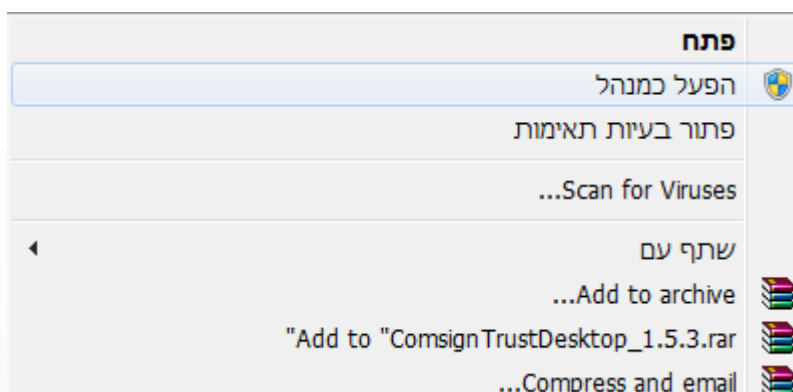 פתח
הפעל כמנהל
פתור בעיות תאימות
Scan for Viruses...
שתף עם
Add to archive...
Add to "ComsignTrustDesktop_1.5.3.rar"
Compress and email...